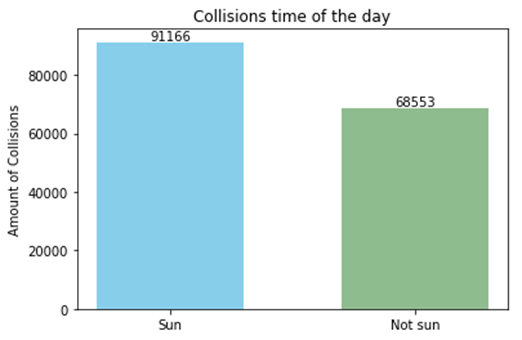 Collisions time of the day
91166
68553
80000
60000
40000
20000
0
Amount of Collisions
Sun
Not sun